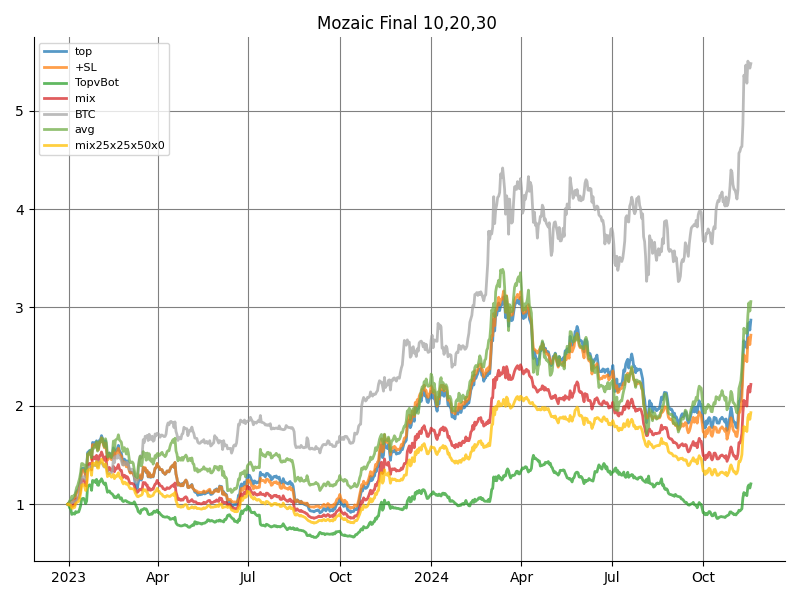 Mozaic Final 10,20,30
top
+SL
TopvBot
mix
BTC
avg
mix25x25x50x0
5
4
3
2
1
2023
Apr
Jul
Oct
2024
Apr
Jul
Oct